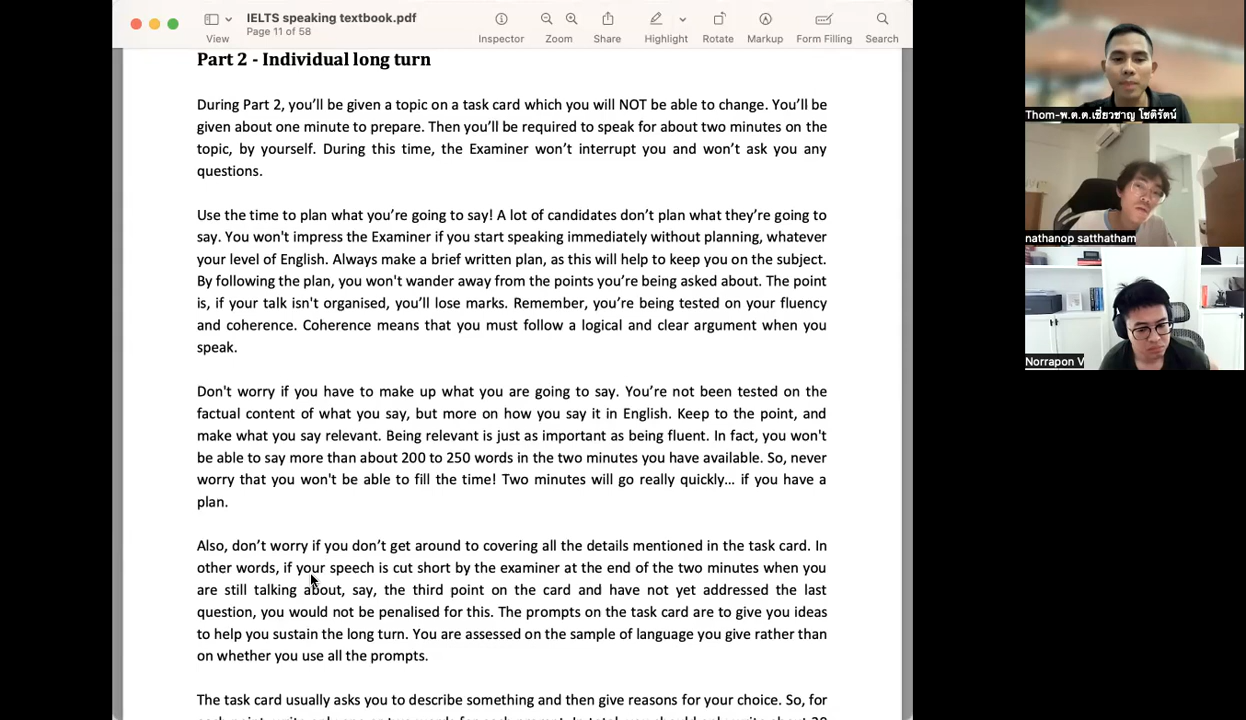 IELTS speaking textbook.pdf
Page 11 of 58
View
Inspector
Zoom
Share
Highlight
Rotate
Markup
Form Filling
Search
Part 2 - Individual long turn
During Part 2, you’ll be given a topic on a task card which you will NOT be able to change. You’ll be
given about one minute to prepare. Then you’ll be required to speak for about two minutes on the
topic, by yourself. During this time, the Examiner won’t interrupt you and won’t ask you any
questions.
Use the time to plan what you’re going to say! A lot of candidates don’t plan what they’re going to
say. You won't impress the Examiner if you start speaking immediately without planning, whatever
your level of English. Always make a brief written plan, as this will help to keep you on the subject.
By following the plan, you won't wander away from the points you’re being asked about. The point
is, if your talk isn't organised, you’ll lose marks. Remember, you’re being tested on your fluency
and coherence. Coherence means that you must follow a logical and clear argument when you
speak.
Don't worry if you have to make up what you are going to say. You’re not been tested on the
factual content of what you say, but more on how you say it in English. Keep to the point, and
make what you say relevant. Being relevant is just as important as being fluent. In fact, you won't
be able to say more than about 200 to 250 words in the two minutes you have available. So, never
worry that you won't be able to fill the time! Two minutes will go really quickly... if you have a
plan.
Also, don’t worry if you don’t get around to covering all the details mentioned in the task card. In
other words, if your speech is cut short by the examiner at the end of the two minutes when you
are still talking about, say, the third point on the card and have not yet addressed the last
question, you would not be penalised for this. The prompts on the task card are to give you ideas
to help you sustain the long turn. You are assessed on the sample of language you give rather than
on whether you use all the prompts.
The task card usually asks you to describe something and then give reasons for your choice. So, for
Thom-พ.ต.ต.เชี่ยวชาญ โชติรัตน์
nathanop satthatham
Norrapon V